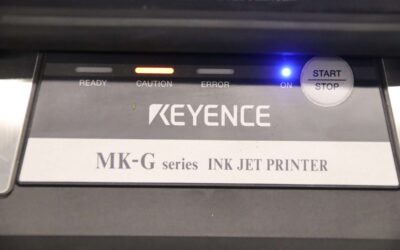 START
STOP
READY CAUTION ERROR ON
KEYENCE
MK-G series INK JET PRINTER